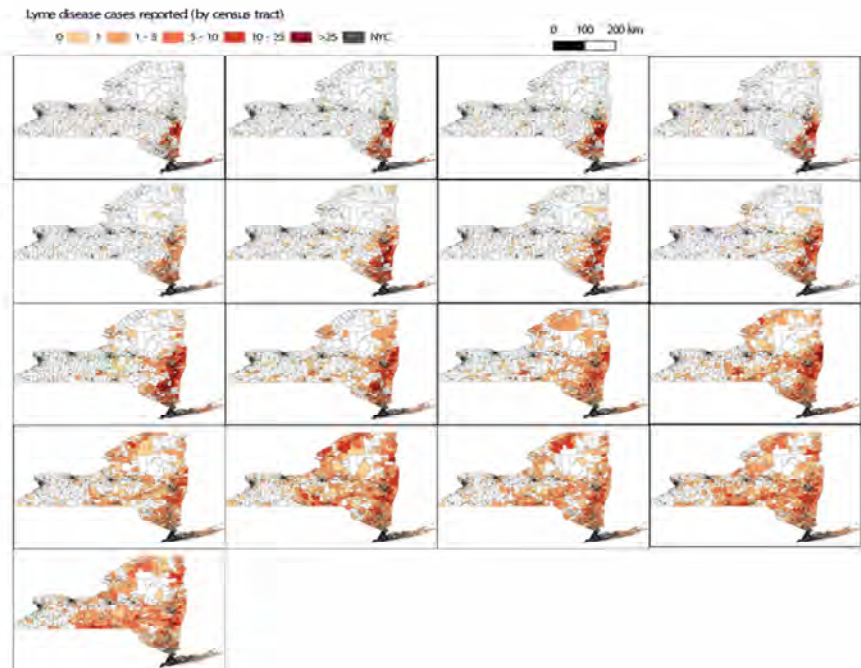 Lyme disease cases reported (by census tract)
0 1 1 - 5 5 - 10 10 - 25 >25 NYC
0 100 200 km